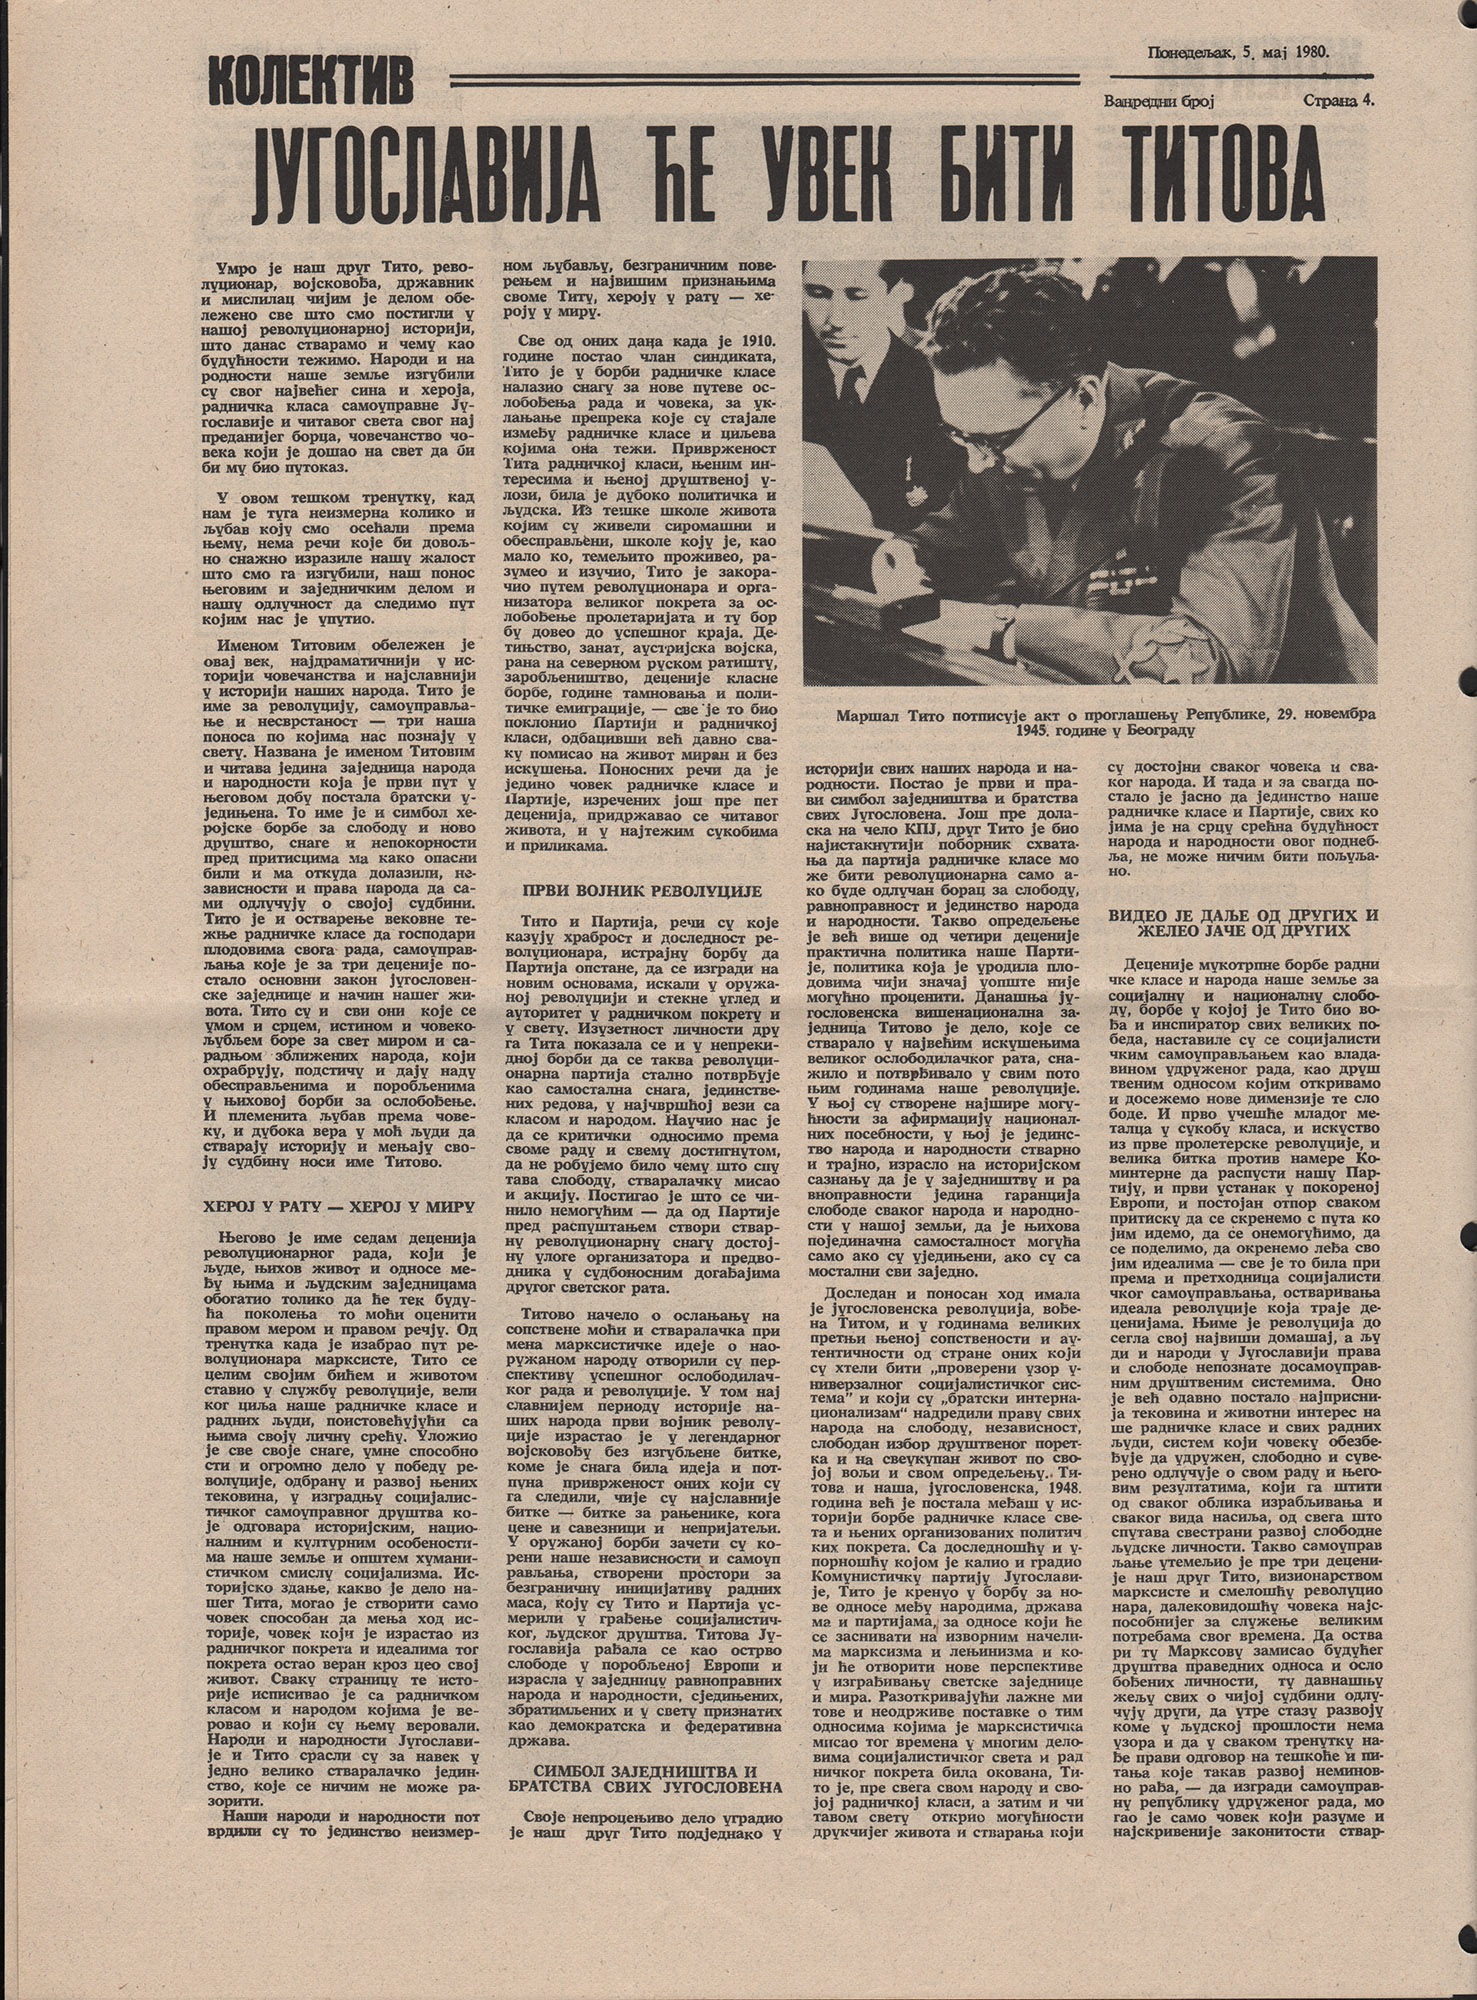 КОЛЕКТИВ
Понедељак, 5. мај 1980.
Ванредни број
Страна 4.
ЈУГОСЛАВИЈА ЋЕ УВЕК БИТИ ТИТОВА
Умро је наш друг Тито, рево-
луционар, војсковођа, државник
и мислилац чијим је делом обе-
лежено све што смо постигли у
нашој револуционарној историји,
што данас стварамо и чему као
будућности тежимо. Народи и на
родности наше земље изгубили
су свог највећег сина и хероја,
радничка класа самоуправне Ју-
гославије и читавог света свог нај
преданијег борца, човечанство чо-
века који је дошао на свет да би
би му био путоказ.
У овом тешком тренутку, кад
нам је туга неизмерна колико и
љубав коју смо осећали према
њему, нема речи које би довољ-
но снажно изразиле нашу жалост
што смо га изгубили, наш понос
његовим и заједничким делом и
нашу одлучност да следимо пут
којим нас је упутио.
Именом Титовим обележен је
овај век, најдраматичнији у ис-
торији човечанства и најславнији
у историји наших народа. Тито је
име за револуцију, самоуправља-
ње и несврстаност — три наша
поноса по којима нас познају у
свету. Названа је именом Титовим
и читава једина заједница народа
и народности која је први пут у
његовом добу постала братски у-
једињена. То име је и симбол хе-
ројске борбе за слободу и ново
друштво, снаге и непокорности
пред притисцима ма како опасни
били и ма откуда долазили, не-
зависности и права народа да са-
ми одлучују о својој судбини.
Тито је и остварење вековне те-
жње радничке класе да господари
плодовима свога рада, самоуправ-
љања које је за три деценије по-
стало основни закон југословен-
ске заједнице и начин нашег жи-
вота. Тито су и сви они које се
умом и срцем, истином и човеко-
љубљем боре за свет миром и са-
радњом зближених народа, који
охрабрују, подстичу и дају наду
обесправљенима и поробљенима
у њиховој борби за ослобођење.
И племенита љубав према чове-
ку, и дубока вера у моћ људи да
стварају историју и мењају сво-
ју судбину носи име Титово.
ХЕРОЈ У РАТУ — ХЕРОЈ У МИРУ
Његово је име седам деценија
револуционарног рада, који је
људе, њихов живот и односе ме-
ђу њима и људским заједницама
обогатио толико да ће тек буду-
ћа поколења то моћи оценити
правом мером и правом речју. Од
тренутка када је изабрао пут ре-
волуционара марксисте, Тито се
целим својим бићем и животом
ставио у службу револуције, вели
ког циља наше радничке класе и
радних људи, поистовећујући са
њима своју личну срећу. Уложио
је све своје снаге, умне способно
сти и огромно дело у победу ре-
волуције, одбрану и развој њених
тековина, у изградњу социјалис-
тичког самоуправног друштва ко-
је одговара историјским, нацио-
налним и културним особености-
ма наше земље и општем хумани-
стичком смислу социјализма. Ис-
торијско здање, какво је дело на-
шег Тита, могао је створити само
човек способан да мења ход ис-
торије, човек који је израстао из
радничког покрета и идеалима тог
покрета остао веран кроз цео свој
живот. Сваку страницу те исто-
рије исписивао је са радничком
класом и народом којима је ве-
ровао и који су њему веровали.
Народи и народности Југослави-
је и Тито срасли су за навек у
једно велико стваралачко једин-
ство, које се ничим не може ра-
зорити.
Наши народи и народности пот
врдили су то јединство неизмер-
ном љубављу, безграничним пове-
рењем и највишим признањима
своме Титу, хероју у рату — хе-
роју у миру.
Све од оних дана када је 1910.
године постао члан синдиката,
Тито је у борби радничке класе
налазио снагу за нове путеве ос-
лобођења рада и човека, за ук-
лањање препрека које су стајале
између радничке класе и циљева
којима она тежи. Приврженост
Тита радничкој класи, њеним ин-
тересима и њеној друштвеној у-
лози, била је дубоко политичка и
људска. Из тешке школе живота
којим су живели сиромашни и
обесправљени, школе коју је, као
мало ко, темељито проживео, ра-
зумео и изучио, Тито је закора-
чио путем револуционара и орга-
низатора великог покрета за ос-
лобођење пролетаријата и ту бор
бу довео до успешног краја. Де-
тињство, занат, аустријска војска,
рана на северном руском ратишту,
заробљеништво, деценије класне
борбе, године тамновања и поли-
тичке емиграције, — све је то био
поклонио Партији и радничкој
класи, одбацивши већ давно сва-
ку помисао на живот миран и без
искушења. Поносних речи да је
једино човек радничке класе и
Партије, изречених још пре пет
деценија, придржавао се читавог
живота, и у најтежим сукобима
и приликама.
ПРВИ ВОЈНИК РЕВОЛУЦИЈЕ
Тито и Партија, речи су које
казују храброст и доследност ре-
волуционара, истрајну борбу да
Партија опстане, да се изгради на
новим основама, искали у оружа-
ној револуцији и стекне углед и
ауторитет у радничком покрету и
у свету. Изузетност личности дру
га Тита показала се и у непреки-
дној борби да се таква револуци-
онарна партија стално потврђује
као самостална снага, јединстве-
них редова, у најчвршћој вези са
класом и народом. Научио нас је
да се критички односимо према
своме раду и свему достигнутом,
да не робујемо било чему што спу
тава слободу, стваралачку мисао
и акцију. Постигао је што се чи-
нило немогућим — да од Партије
пред распуштањем створи ствар-
ну револуционарну снагу достој-
ну улоге организатора и предво-
дника у судбоносним догађајима
другог светског рата.
Титово начело о ослањању на
сопствене моћи и стваралачка при
мена марксистичке идеје о нао-
ружаном народу отворили су пер-
спективу успешног ослободилач-
ког рада и револуције. У том нај
славнијем периоду историје на-
ших народа први војник револу-
ције израстао је у легендарног
војсковођу без изгубљене битке,
коме је снага била идеја и пот-
пуна приврженост оних који су
га следили, чије су најславније
битке — битке за рањенике, кога
цене и савезници и непријатељи.
У оружаној борби зачети су ко-
рени наше независности и самоуп
рављања, створени простори за
безграничну иницијативу радних
маса, коју су Тито и Партија ус-
мерили у грађење социјалистич-
ког, људског друштва. Титова Ју-
гославија рађала се као острво
слободе у поробљеној Европи и
израсла у заједницу равноправних
народа и народности, сједињених,
збратимљених и у свету признатих
као демократска и федеративна
држава.
СИМБОЛ ЗАЈЕДНИШТВА И
БРАТСТВА СВИХ ЈУГОСЛОВЕНА
Своје непроцењиво дело уградио
је наш друг Тито подједнако у
Маршал Тито потписује акт о проглашењу Републике, 29. новембра
1945. године у Београду
историји свих наших народа и на-
родности. Постао је први и пра-
ви симбол заједништва и братства
свих Југословена. Још пре дола-
ска на чело КПЈ, друг Тито је био
најистакнутији поборник схвата-
ња да партија радничке класе мо
же бити револуционарна само а-
ко буде одлучан борац за слободу,
равноправност и јединство народа
и народности. Такво опредељење
је већ више од четири деценије
практична политика наше Парти-
је, политика која је уродила пло-
довима чији значај уопште није
могућно проценити. Данашња ју-
гословенска вишенационална за-
једница Титово је дело, које се
стварало у највећим искушењима
великог ослободилачког рата, сна-
жило и потврђивало у свим пото
њим годинама наше револуције.
У њој су створене најшире могу-
ћности за афирмацију национал-
них посебности, у њој је јединс-
тво народа и народности стварно
и трајно, израсло на историјском
сазнању да је у заједништву и ра
вноправности једина гаранција
слободе сваког народа и народно-
сти у нашој земљи, да је њихова
појединачна самосталност могућа
само ако су уједињени, ако су са
мостални сви заједно.
Доследан и поносан ход имала
је југословенска револуција, вође-
на Титом, и у годинама великих
претњи њеној сопствености и ау-
тентичности од стране оних који
су хтели бити „проверени узор у-
ниверзалног социјалистичког сис-
тема” и који су „братски интерна-
ционализам“ надредили праву свих
народа на слободу, независност,
слободан избор друштвеног порет-
ка и на свеукупан живот по сво-
јој вољи и свом опредељењу. Ти-
това и наша, југословенска, 1948.
година већ је постала међаш у ис-
торији борбе радничке класе све-
та и њених организованих политич
ких покрета. Са доследношћу и у-
порношћу којом је калио и градио
Комунистичку партију Југослави-
је, Тито је кренуо у борбу за но-
ве односе међу народима, држава
ма и партијама, за односе који ће
се заснивати на изворним начели-
ма марксизма и лењинизма и ко-
ји ће отворити нове перспективе
у изграђивању светске заједнице
и мира. Разоткривајући лажне ми
тове и неодрживе поставке о тим
односима којима је марксистичка
мисао тог времена у многим дело-
вима социјалистичког света и рад
ничког покрета била окована, Ти-
то је, пре свега свом народу и сво-
јој радничкој класи, а затим и чи
тавом свету открио могућности
друкчијег живота и стварања који
су достојни сваког човека и сва-
ког народа. И тада и за свагда по-
стало је јасно да јединство наше
радничке класе и Партије, свих ко
јима је на срцу срећна будућност
народа и народности овог поднеб-
ља, не може ничим бити пољуља-
но.
ВИДЕО ЈЕ ДАЉЕ ОД ДРУГИХ И
ЖЕЛЕО ЈАЧЕ ОД ДРУГИХ
Деценије мукотрпне борбе радни
чке класе и народа наше земље за
социјалну и националну слобо-
ду, борбе у којој је Тито био во-
ђа и инспиратор свих великих по-
беда, наставиле су се социјалисти
чким самоуправљањем као влада-
вином удруженог рада, као друш
твеним односом којим откривамо
и досежемо нове димензије те сло
боде. И прво учешће младог ме-
талца у сукобу класа, и искуство
из прве пролетерске револуције, и
велика битка против намере Ко-
минтерне да распусти нашу Пар-
тију, и први устанак у покореној
Европи, и постојан отпор сваком
притиску да се скренемо с пута ко
јим идемо, да се онемогућимо, да
се поделимо, да окренемо леђа сво
јим идеалима — све је то била при
према и претходница социјалисти
чког самоуправљања, остваривања
идеала револуције која траје де-
ценијама. Њиме је револуција до
сегла свој највиши домашај, а љу
ди и народи у Југославији права
и слободе непознате досамоуправ-
ним друштвеним системима. Оно
је већ одавно постало најприсни-
ја тековина и животни интерес на
ше радничке класе и свих радних
људи, систем који човеку обезбе-
ђује да удружен, слободно и суве-
рено одлучује о свом раду и њего-
вим резултатима, који га штити
од сваког облика израбљивања и
сваког вида насиља, од свега што
спутава свестрани развој слободне
људске личности. Такво самоуправ
љање утемељио је пре три децени-
је наш друг Тито, визионарством
марксисте и смелошћу револуцио
нара, далековидошћу човека најс-
пособнијег за служење великим
потребама свог времена. Да оства
ри ту Марксову замисао будућег
друштва праведних односа и осло
бођених личности, ту давнашњу
жељу свих о чијој судбини одлу-
чују други, да утре стазу развоју
коме у људској прошлости нема
узора и да у сваком тренутку на-
ђе прави одговор на тешкоће и пи-
тања које такав развој неминов-
но рађа, — да изгради самоуправ-
ну републику удруженог рада, мо
гао је само човек који разуме и
најскривеније законитости ствар-